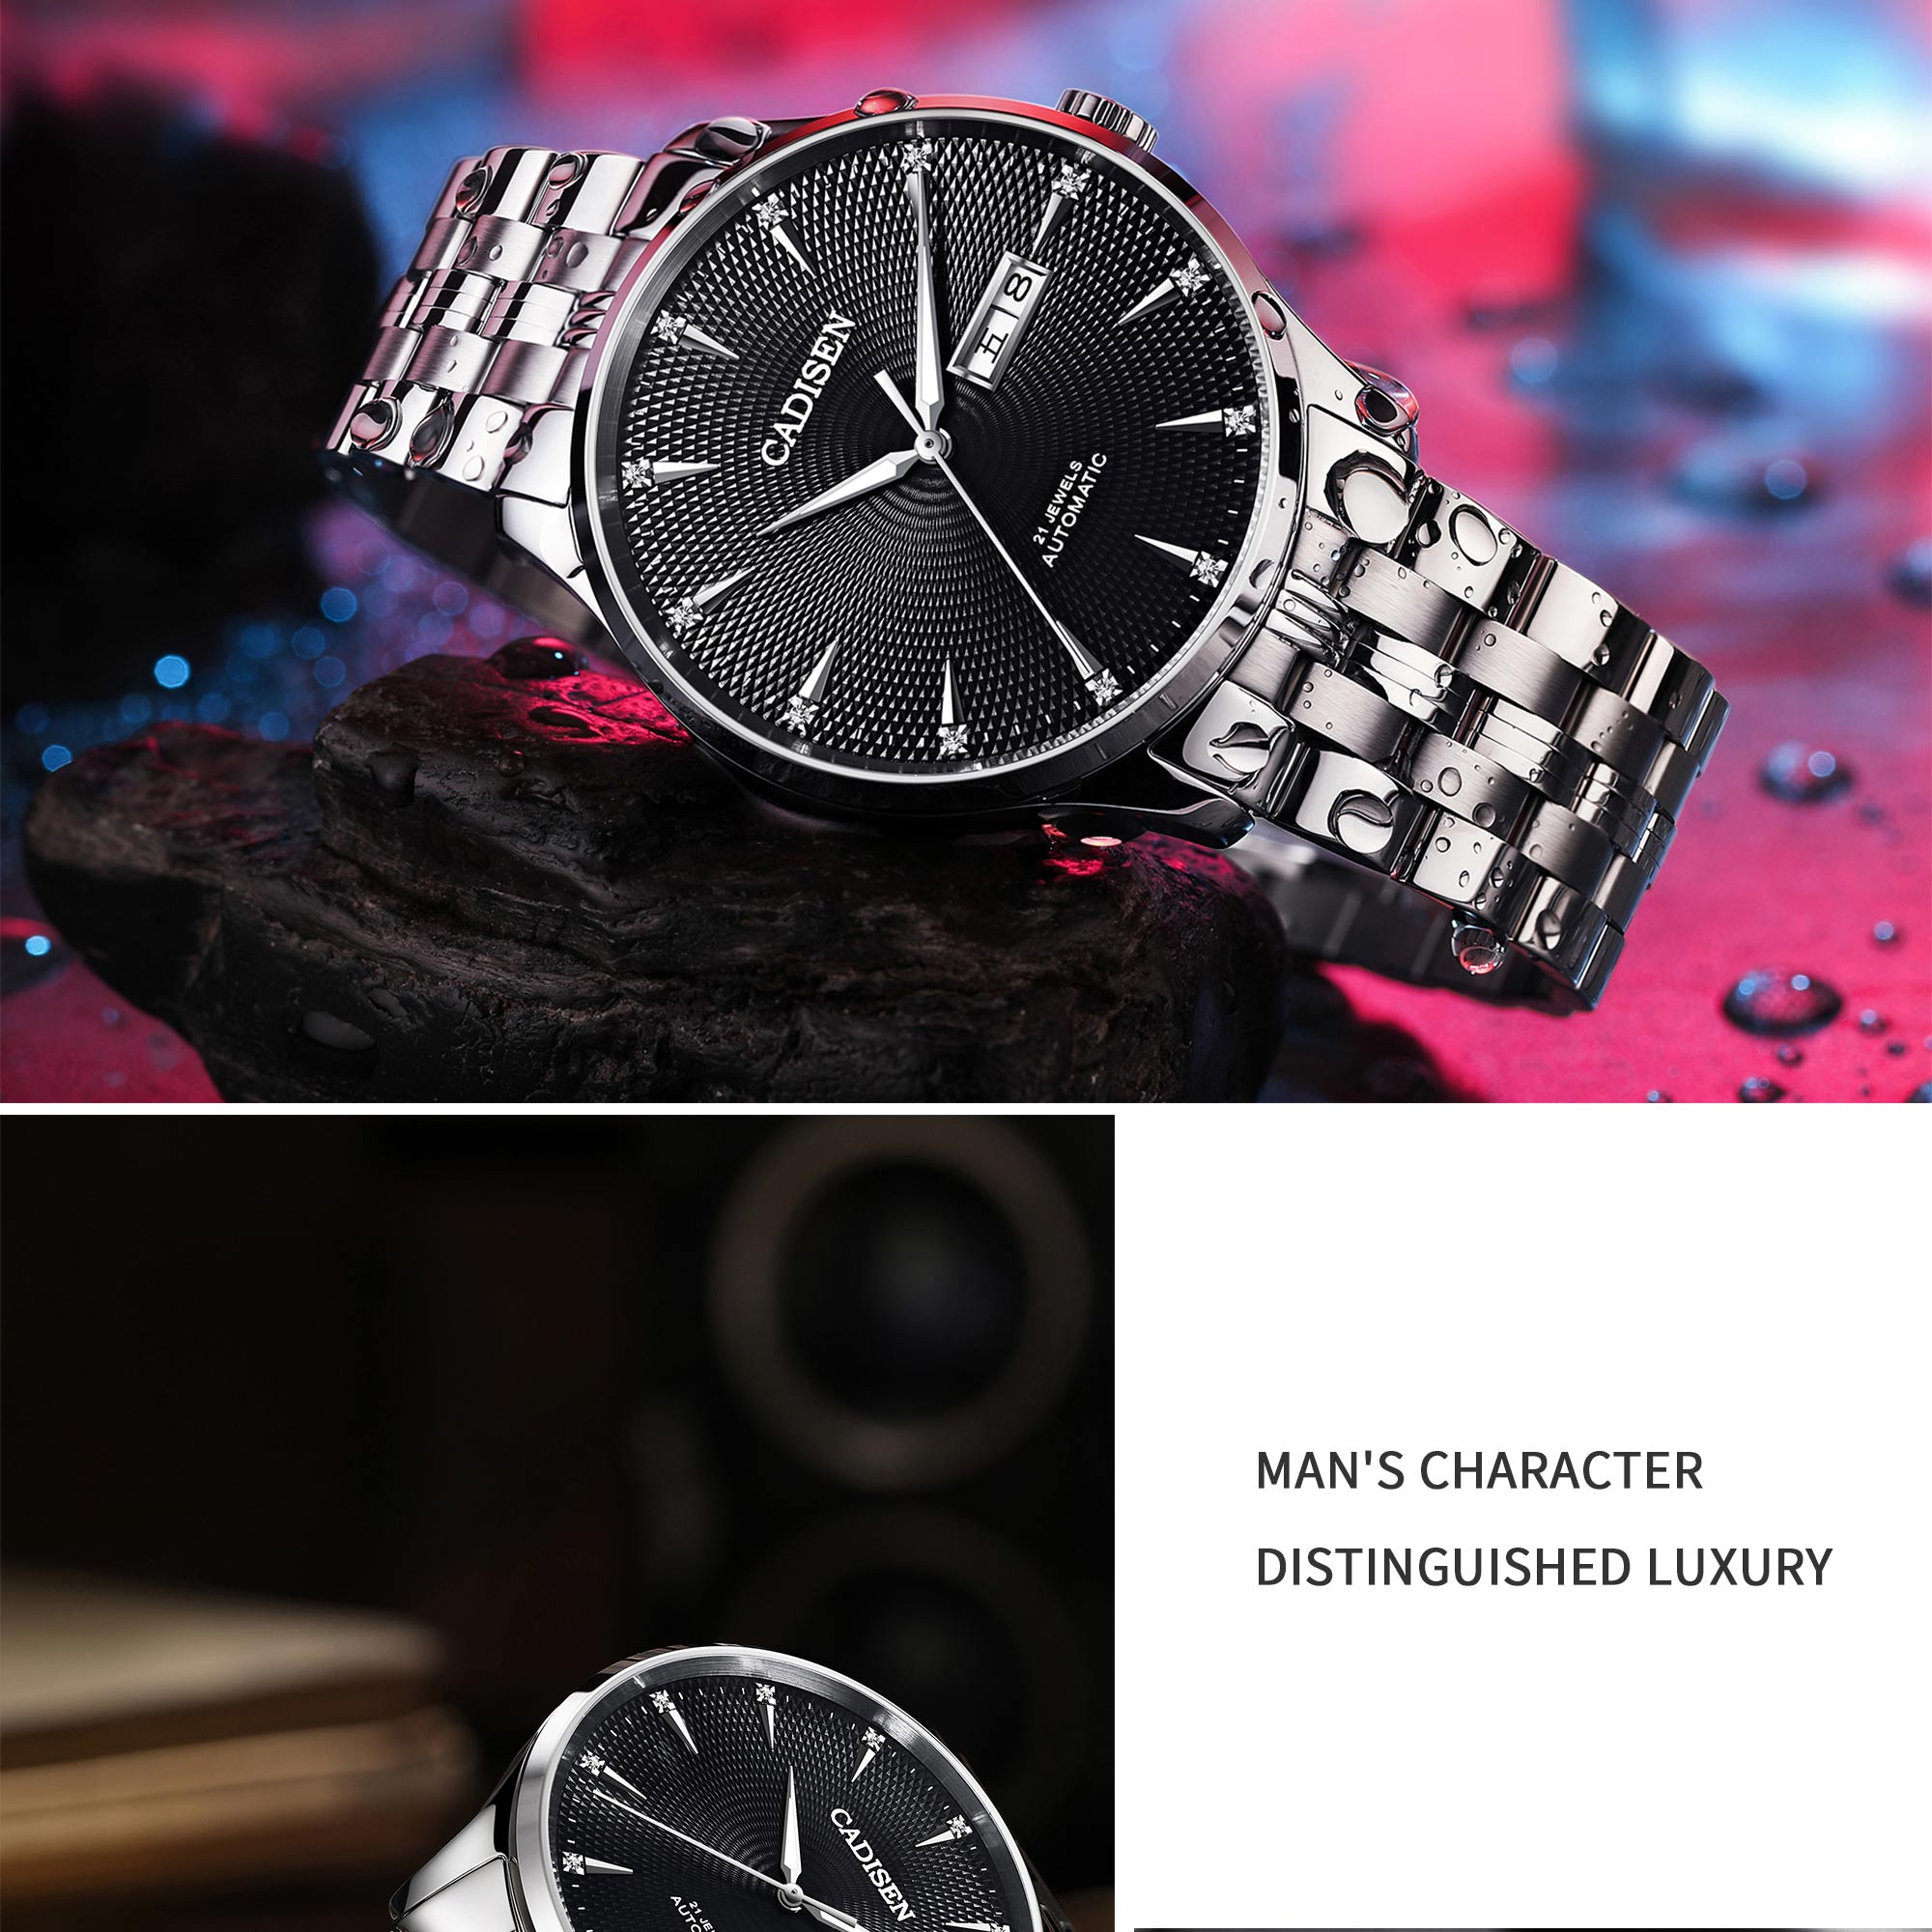 CADISEN
五 8
21 JEWELS
AUTOMATIC
MAN'S CHARACTER
DISTINGUISHED LUXURY
CADISEN